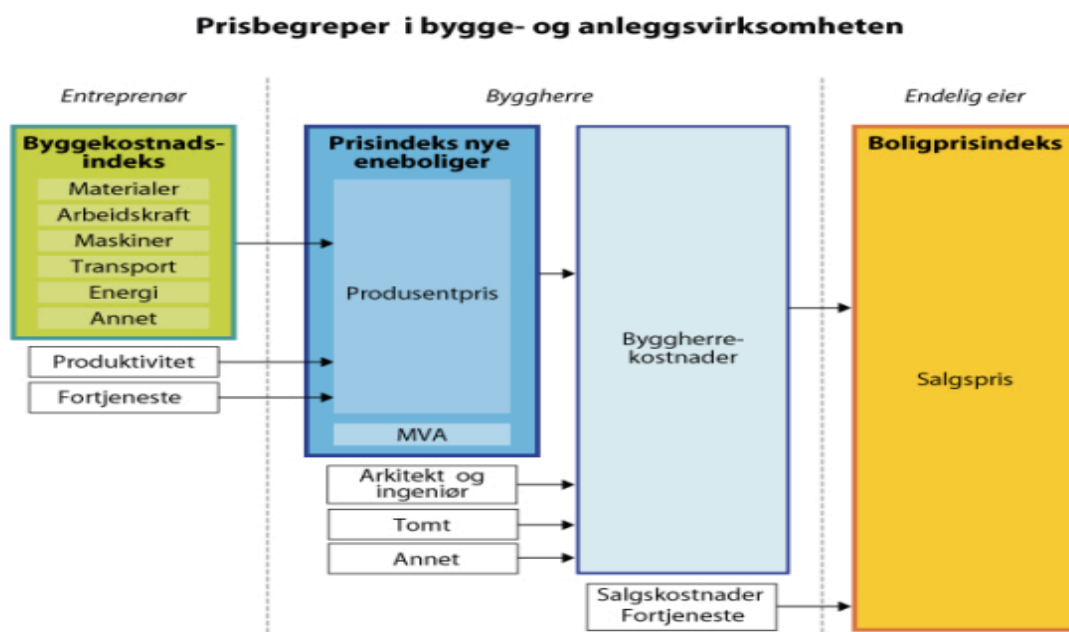 Prisbegreper i bygge- og anleggsvirksomheten
Entreprenør
Byggherre
Endelig eier
Byggekostnads-
indeks
Materialer
Arbeidskraft
Maskiner
Transport
Energi
Annet
Produktivitet
Fortjeneste
Prisindeks nye
eneboliger
Produsentpris
MVA
Arkitekt og
ingeniør
Tomt
Annet
Byggherre-
kostnader
Salgskostnader
Fortjeneste
Boligprisindeks
Salgspris